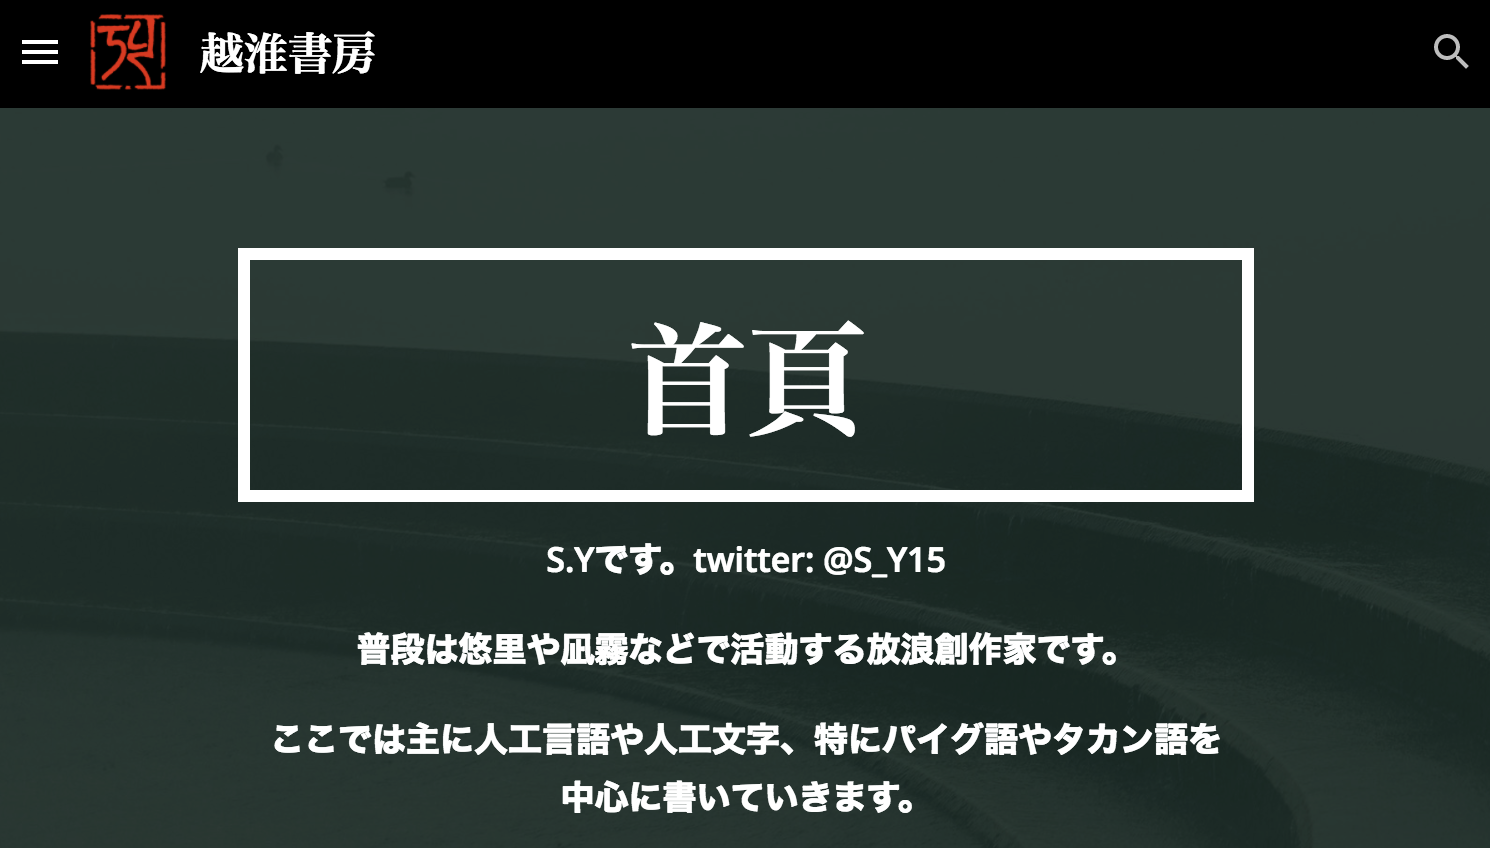 越淮書房
首頁
S.Yです。twitter: @S_Y15
普段は悠里や凪霧などで活動する放浪創作家です。
ここでは主に人工言語や人工文字、特にパイグ語やタカン語を
中心に書いていきます。